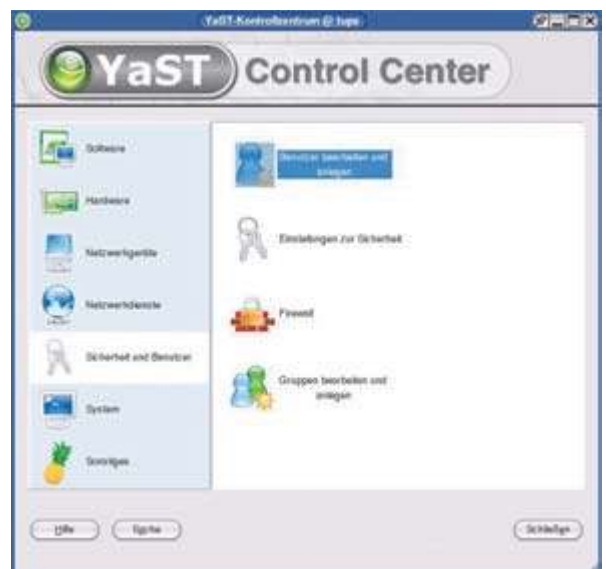 YaST-Kontrollzentrum @ tupu
YaST Control Center
Software
Hardware
Netzwerkgeräte
Netzwerkdienste
Sicherheit und Benutzer
System
Sonstiges
Benutzer bearbeiten und
anlegen
Einstellungen zur Sicherheit
Firewall
Gruppen bearbeiten und
anlegen
Hilfe
Suche
Schließen